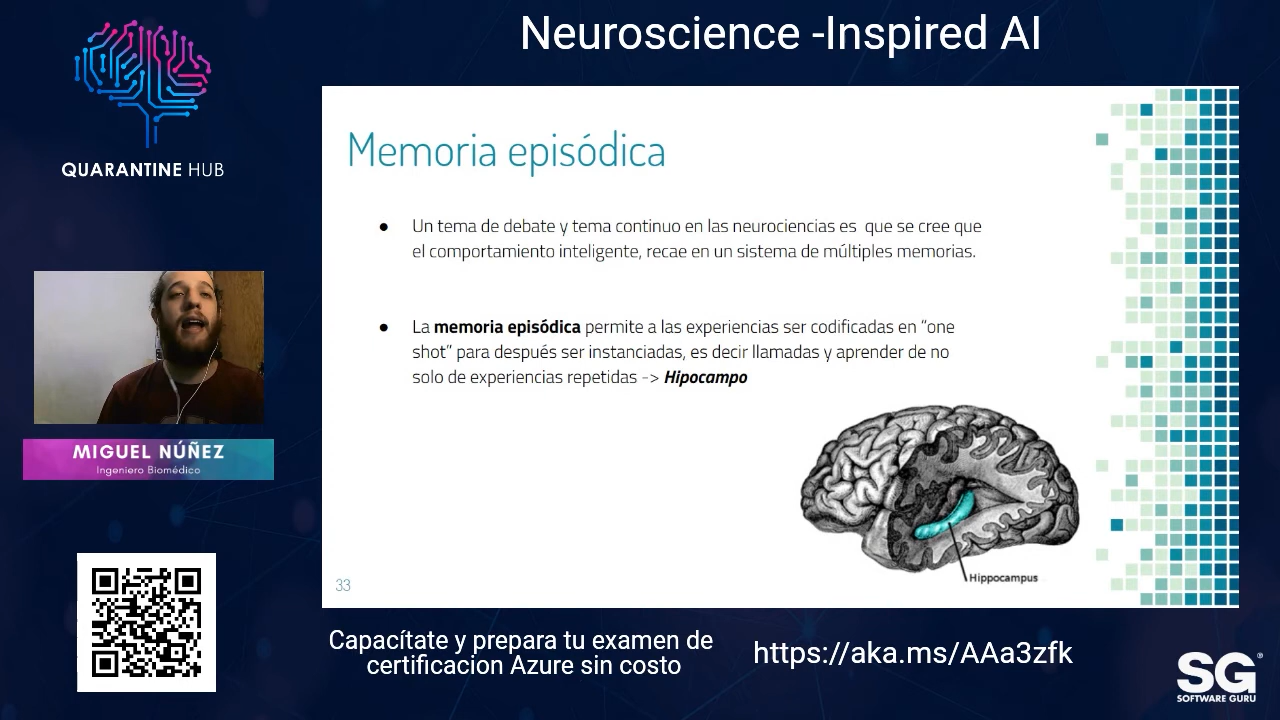 Neuroscience -Inspired AI
QUARANTINE HUB
Memoria episódica
● Un tema de debate y tema continuo en las neurociencias es que se cree que
el comportamiento inteligente, recae en un sistema de múltiples memorias.
● La memoria episódica permite a las experiencias ser codificadas en “one
shot” para después ser instanciadas, es decir llamadas y aprender de no
solo de experiencias repetidas -> Hipocampo
Hippocampus
33
MIGUEL NÚÑEZ
Ingeniero Biomédico
Capacítate y prepara tu examen de
certificacion Azure sin costo
https://aka.ms/AAa3zfk
SG®
SOFTWARE GURU